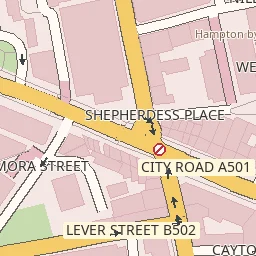 Hampton by
WE
SHEPHERDESS PLACE
MORA STREET
CITY ROAD A501
LEVER STREET B502
CAYTO